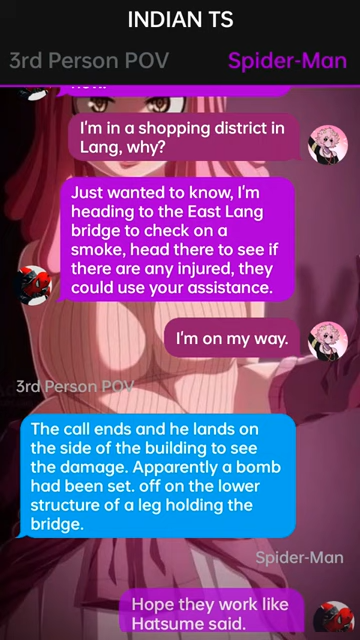 INDIAN TS
3rd Person POV Spider-Man
now.
I'm in a shopping district in
Lang, why?
Just wanted to know, I'm
heading to the East Lang
bridge to check on a
smoke, head there to see if
there are any injured, they
could use your assistance.
I'm on my way.
3rd Person POV
The call ends and he lands on
the side of the building to see
the damage. Apparently a bomb
had been set. off on the lower
structure of a leg holding the
bridge.
Spider-Man
Hope they work like
Hatsume said.